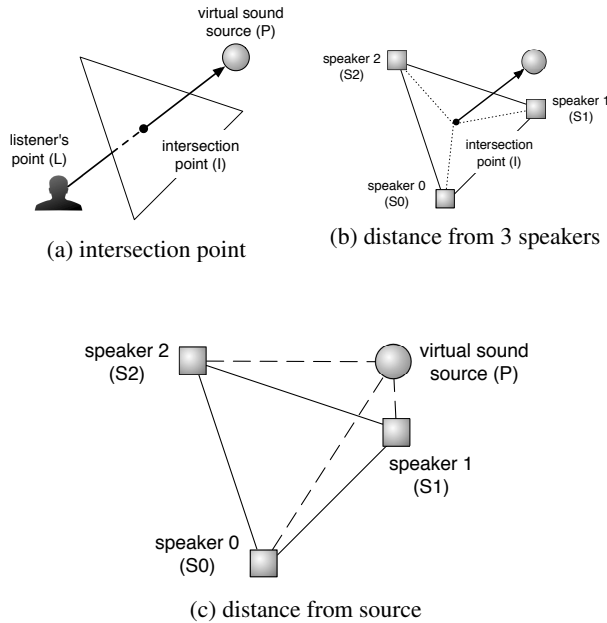 virtual sound
source (P)
listener's
point (L)
intersection
point (I)
(a) intersection point
speaker 2
(S2)
speaker 1
(S1)
intersection
point (I)
speaker 0
(S0)
(b) distance from 3 speakers
speaker 2
(S2)
virtual sound
source (P)
speaker 1
(S1)
speaker 0
(S0)
(c) distance from source